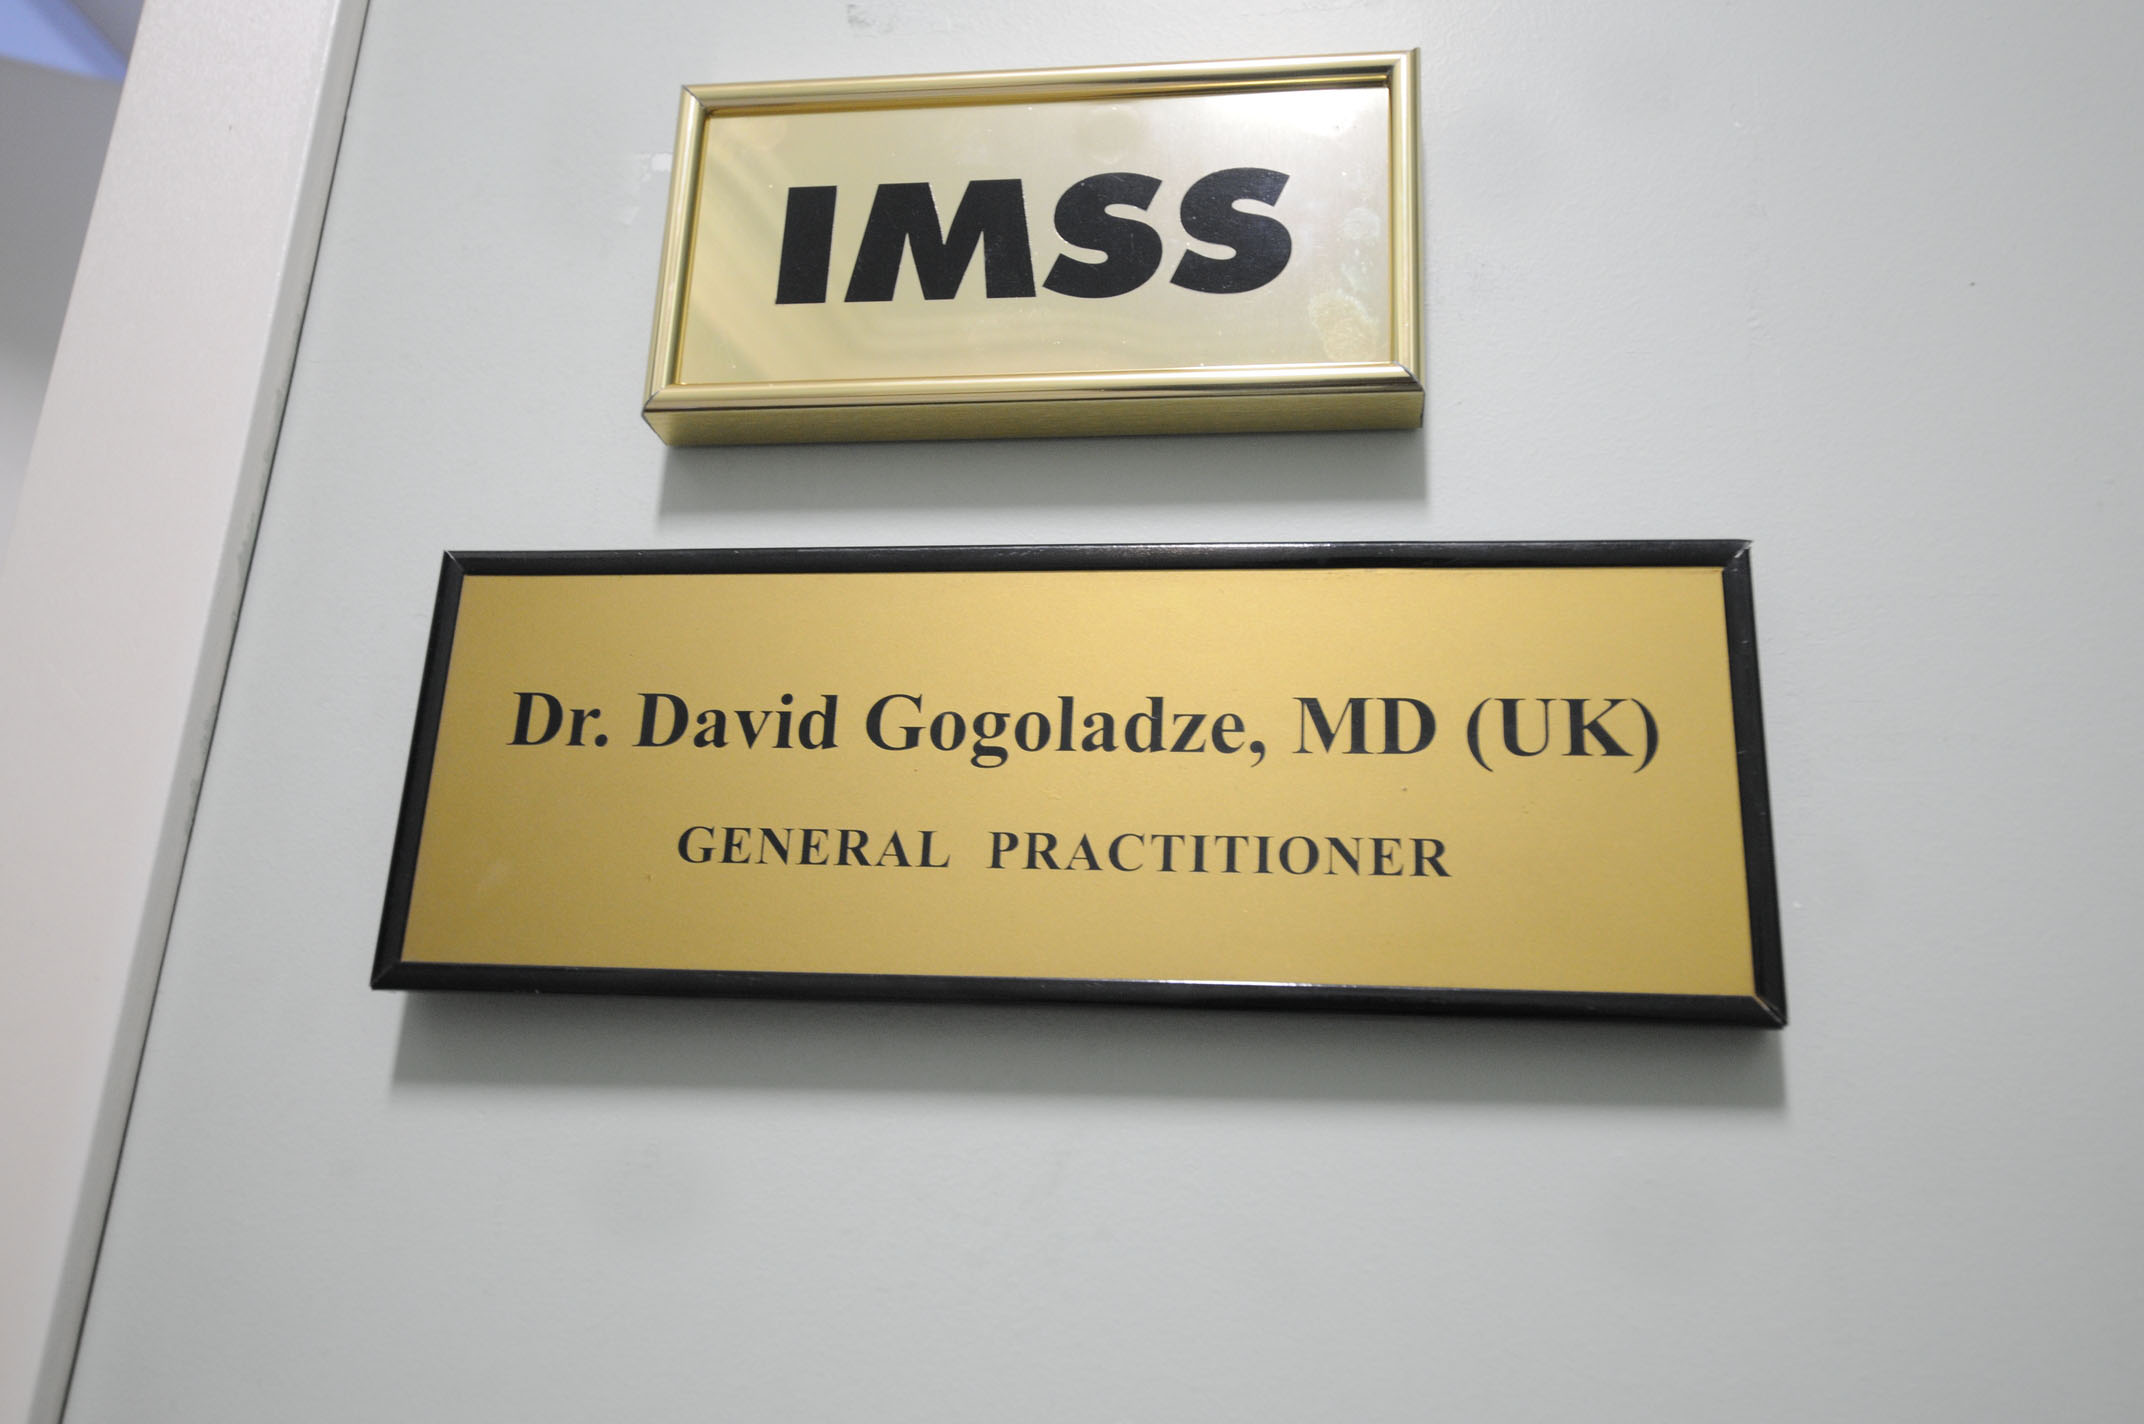 IMSS
Dr. David Gogoladze, MD (UK)
GENERAL PRACTITIONER